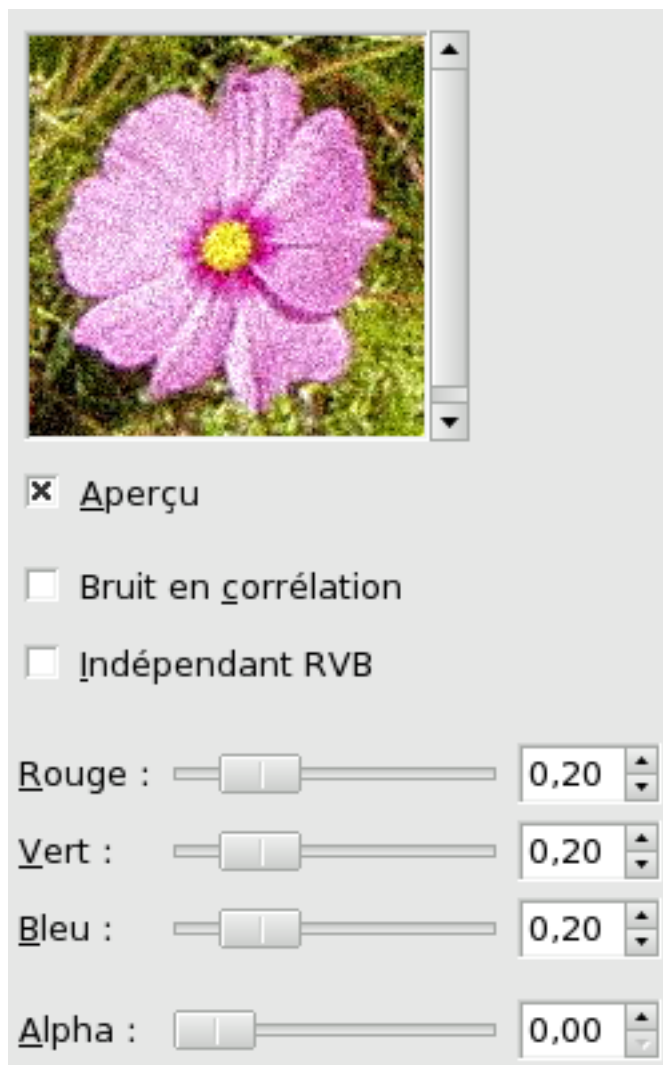 Aperçu
Bruit en corrélation
Indépendant RVB
Rouge : 0,20
Vert : 0,20
Bleu : 0,20
Alpha : 0,00